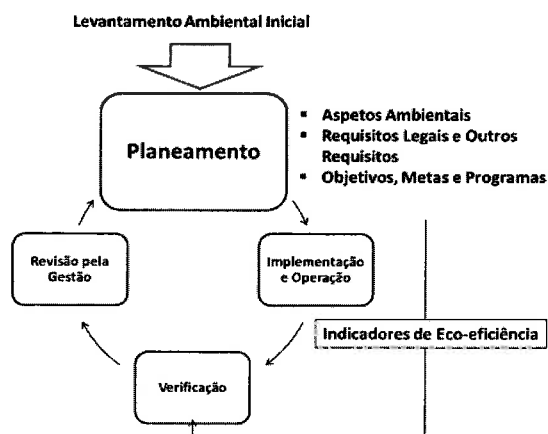 Levantamento Ambiental Inicial
Planeamento
▪ Aspetos Ambientais
▪ Requisitos Legais e Outros
Requisitos
▪ Objetivos, Metas e Programas
Revisão pela
Gestão
Implementação
e Operação
Indicadores de Eco-eficiência
Verificação